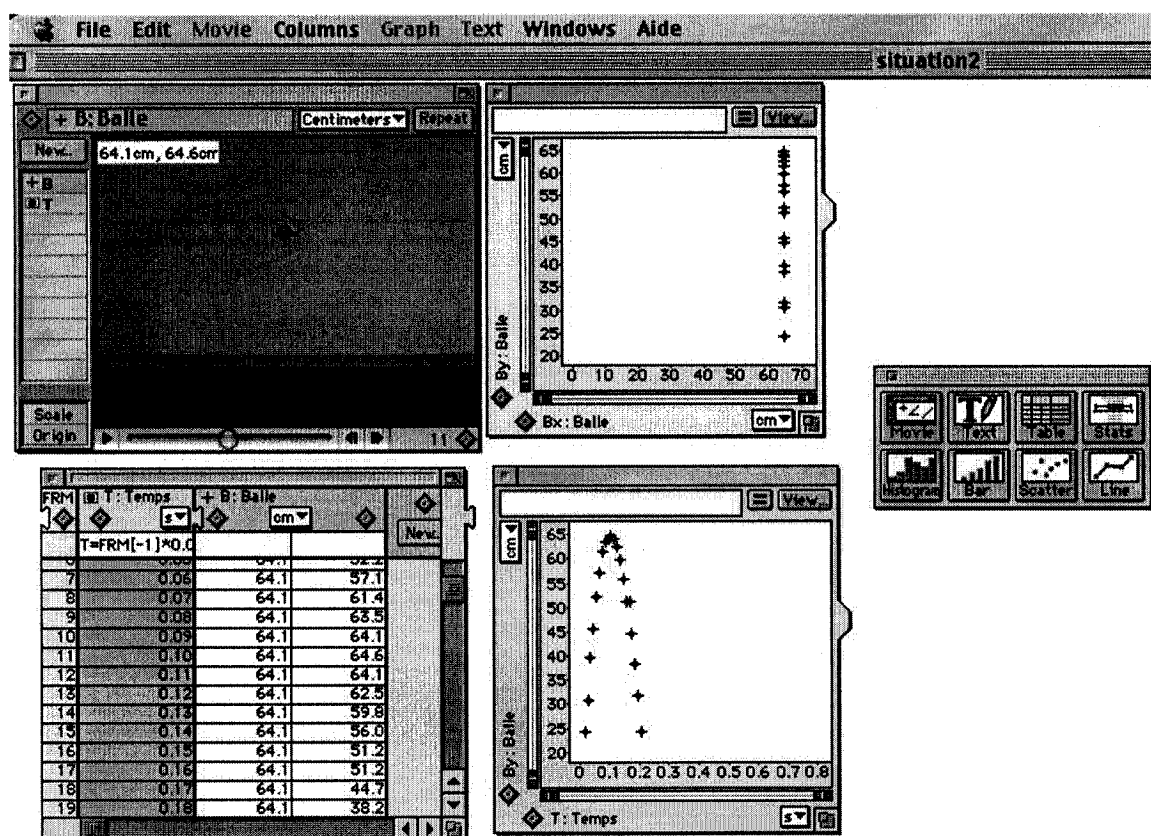 File Edit Movie Columns Graph Text Windows Aide
situation2
+ B: Balle Centimeters Repeat
New..
64.1cm, 64.6cm
+ B
T
Scale
Origin
11
View...
cm
65
60
55
50
45
40
35
30
25
20
By: Balle
0 10 20 30 40 50 60 70
Bx: Balle cm
Movie Text Table Stats
Histogram Bar Scatter Line
FRM T: Temps + B: Balle
s cm New..
T=FRM[-1]*0.0
7 0.06 64.1 57.1
8 0.07 64.1 61.4
9 0.08 64.1 63.5
10 0.09 64.1 64.1
11 0.10 64.1 64.6
12 0.11 64.1 64.1
13 0.12 64.1 62.5
14 0.13 64.1 59.8
15 0.14 64.1 56.0
16 0.15 64.1 51.2
17 0.16 64.1 51.2
18 0.17 64.1 44.7
19 0.18 64.1 38.2
View...
cm
65
60
55
50
45
40
35
30
25
20
By: Balle
0 0.1 0.2 0.3 0.4 0.5 0.6 0.7 0.8
T: Temps s